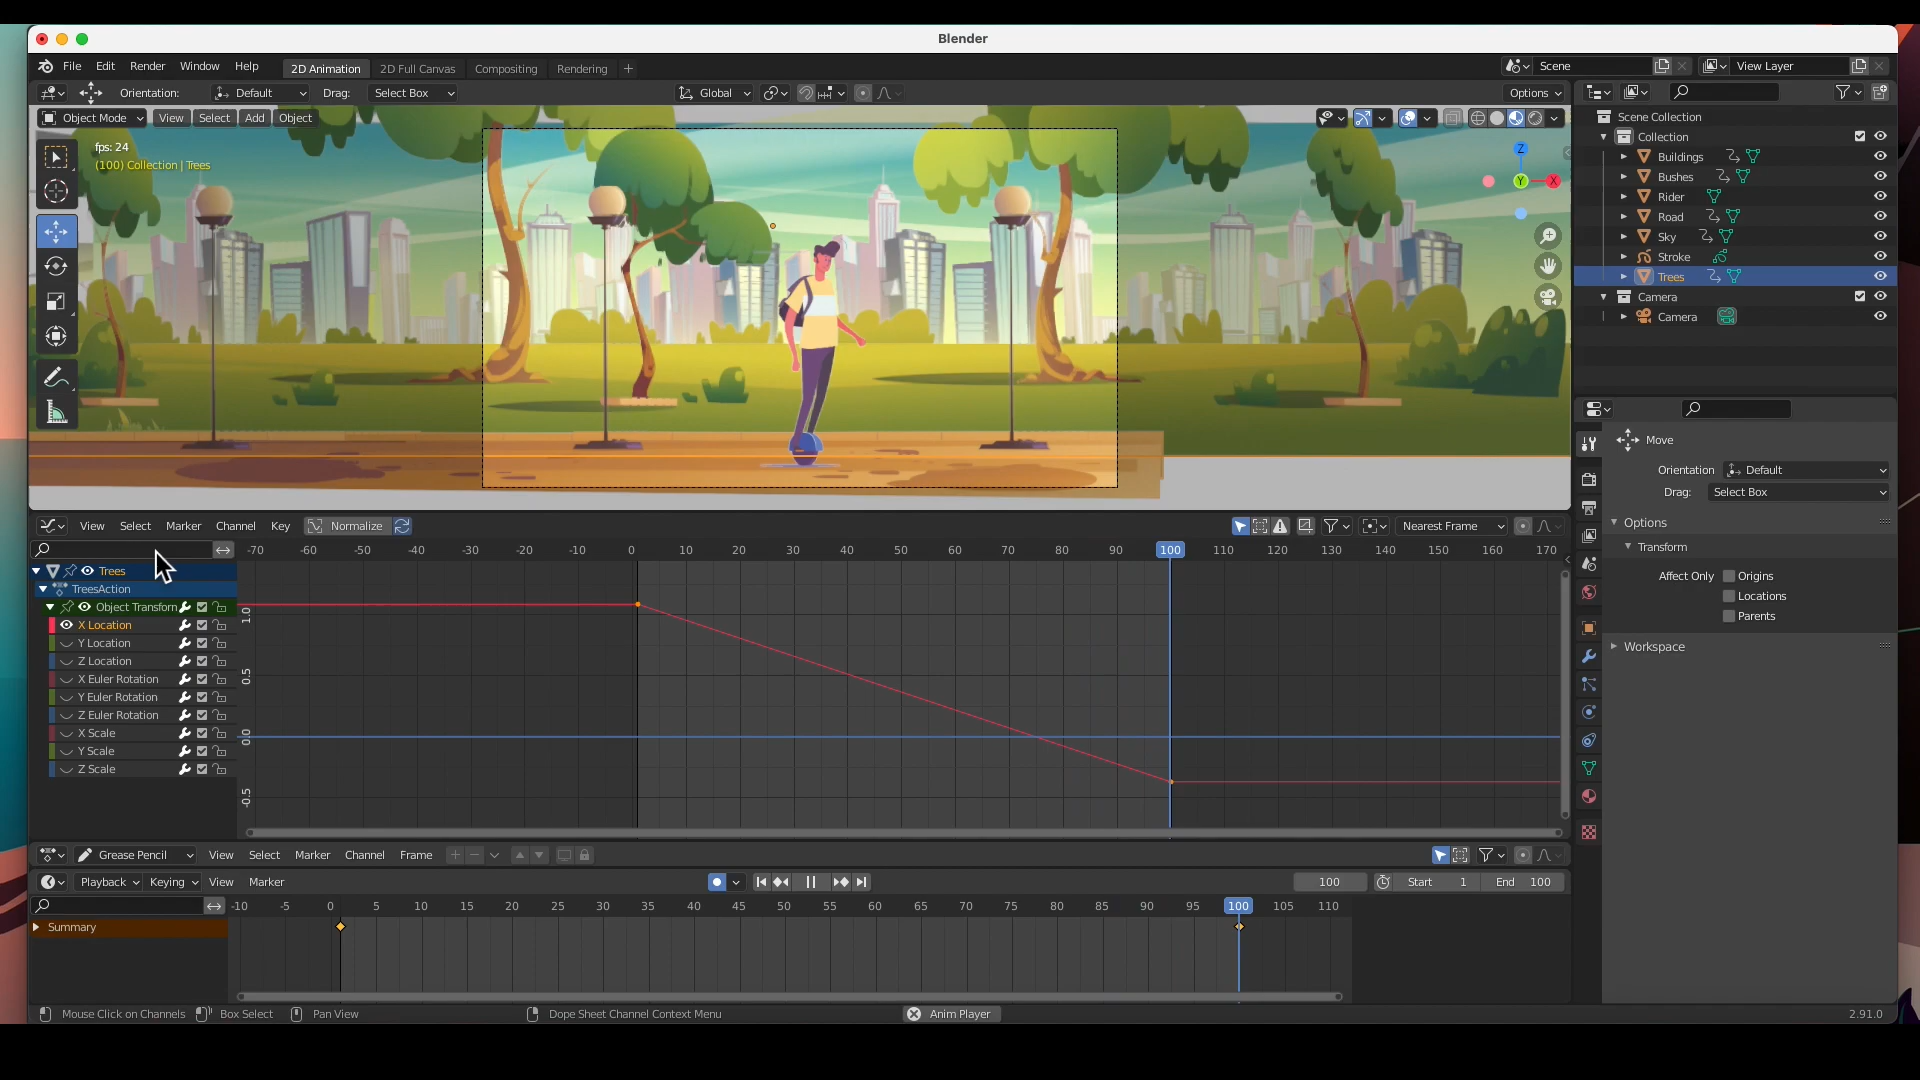 Blender
File Edit Render Window Help 2D Animation 2D Full Canvas Compositing Rendering + Scene View Layer
Orientation: Default Drag: Select Box Global Options
Object Mode View Select Add Object
fps: 24
(100) Collection | Trees
Z
Y X
Scene Collection
Collection
Buildings
Bushes
Rider
Road
Sky
Stroke
Trees
Camera
Camera
Move
Orientation Default
Drag: Select Box
Options
Transform
Affect Only Origins
Locations
Parents
Workspace
View Select Marker Channel Key Normalize Nearest Frame
-70 -60 -50 -40 -30 -20 -10 0 10 20 30 40 50 60 70 80 90 100 110 120 130 140 150 160 170
Trees
TreesAction
Object Transform
X Location
Y Location
Z Location
X Euler Rotation
Y Euler Rotation
Z Euler Rotation
X Scale
Y Scale
Z Scale
1.0
0.5
0.0
-0.5
Grease Pencil View Select Marker Channel Frame
Playback Keying View Marker 100 Start 1 End 100
-10 -5 0 5 10 15 20 25 30 35 40 45 50 55 60 65 70 75 80 85 90 95 100 105 110
Summary
Mouse Click on Channels Box Select Pan View Dope Sheet Channel Context Menu Anim Player 2.91.0